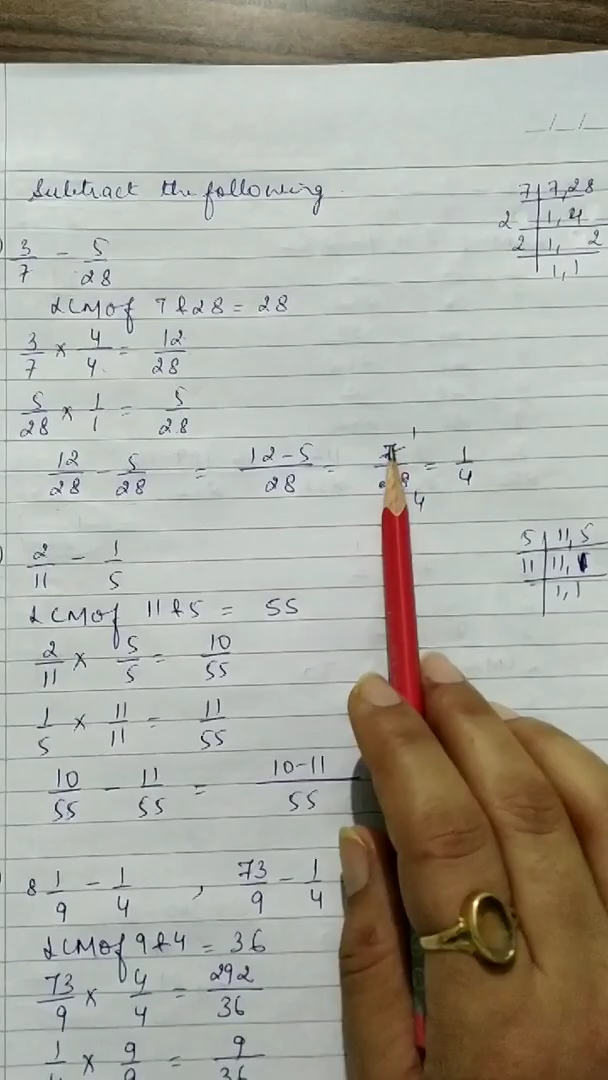 _/_/_
Subtract the following.
7 | 7, 28
2 | 1, 4
2 | 1, 2
1, 1
) 3/7 - 5/28
LCM of 7 & 28 = 28
3/7 × 4/4 = 12/28
5/28 × 1/1 = 5/28
12/28 - 5/28 = 12-5/28 = 7/28 1 4 = 1/4
) 2/11 - 1/5
5 | 11, 5
11 | 11, 1
1, 1
LCM of 11 & 5 = 55
2/11 × 5/5 = 10/55
1/5 × 11/11 = 11/55
10/55 - 11/55 = 10-11/55
) 8 1/9 - 1/4 , 73/9 - 1/4
LCM of 9 & 4 = 36
73/9 × 4/4 = 292/36
1/4 × 9/9 = 9/36